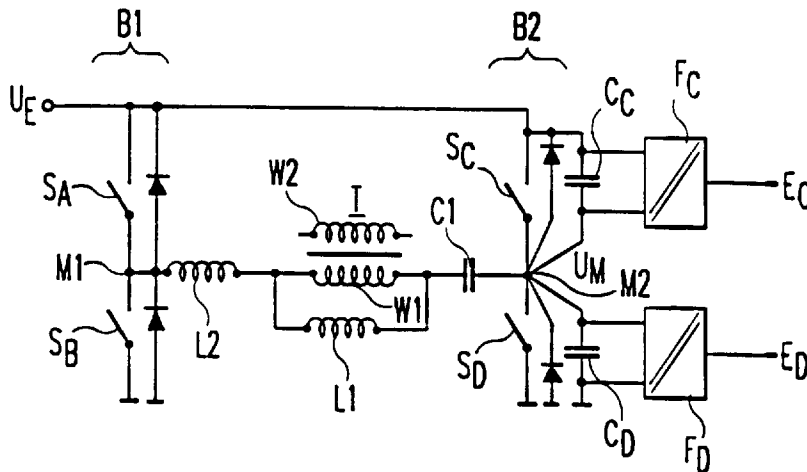 B1
B2
U_E
C_C
F_C
S_A
W2
T
C1
S_C
E_C
M1
U_M
M2
S_B
L2
W1
L1
S_D
E_D
C_D
F_D